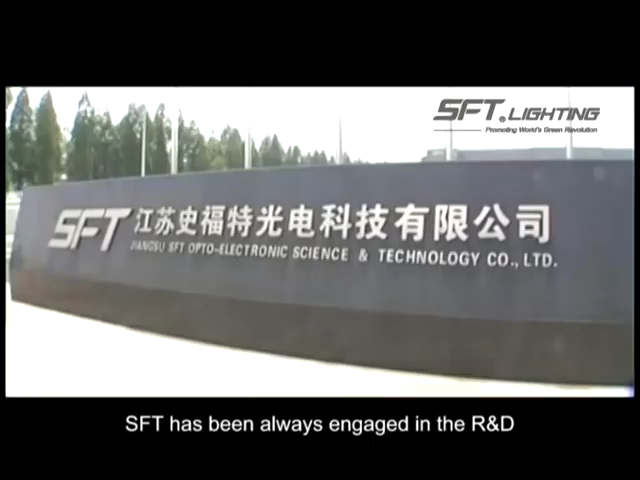 SFT LIGHTING
Promoting World's Green Revolution
SFT 江苏史福特光电科技有限公司
JIANGSU SFT OPTO-ELECTRONIC SCIENCE & TECHNOLOGY CO., LTD.
SFT has been always engaged in the R&D